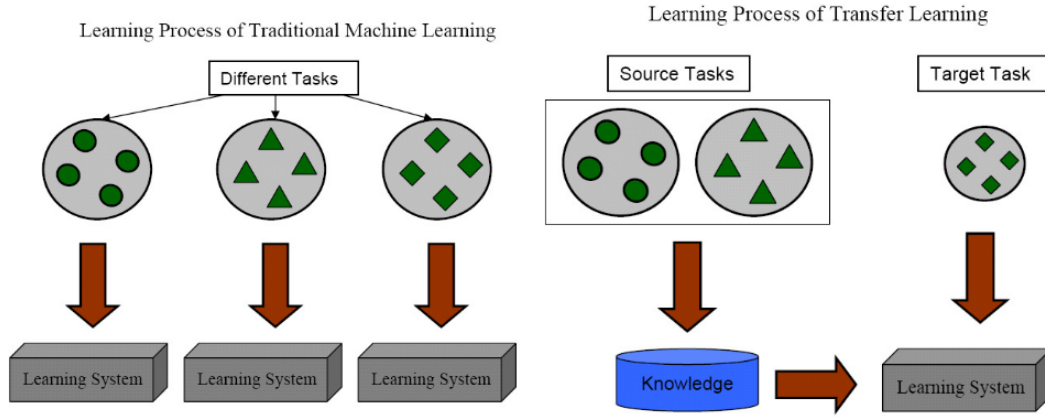 Learning Process of Traditional Machine Learning
Different Tasks
Learning System
Learning System
Learning System
Learning Process of Transfer Learning
Source Tasks
Target Task
Knowledge
Learning System